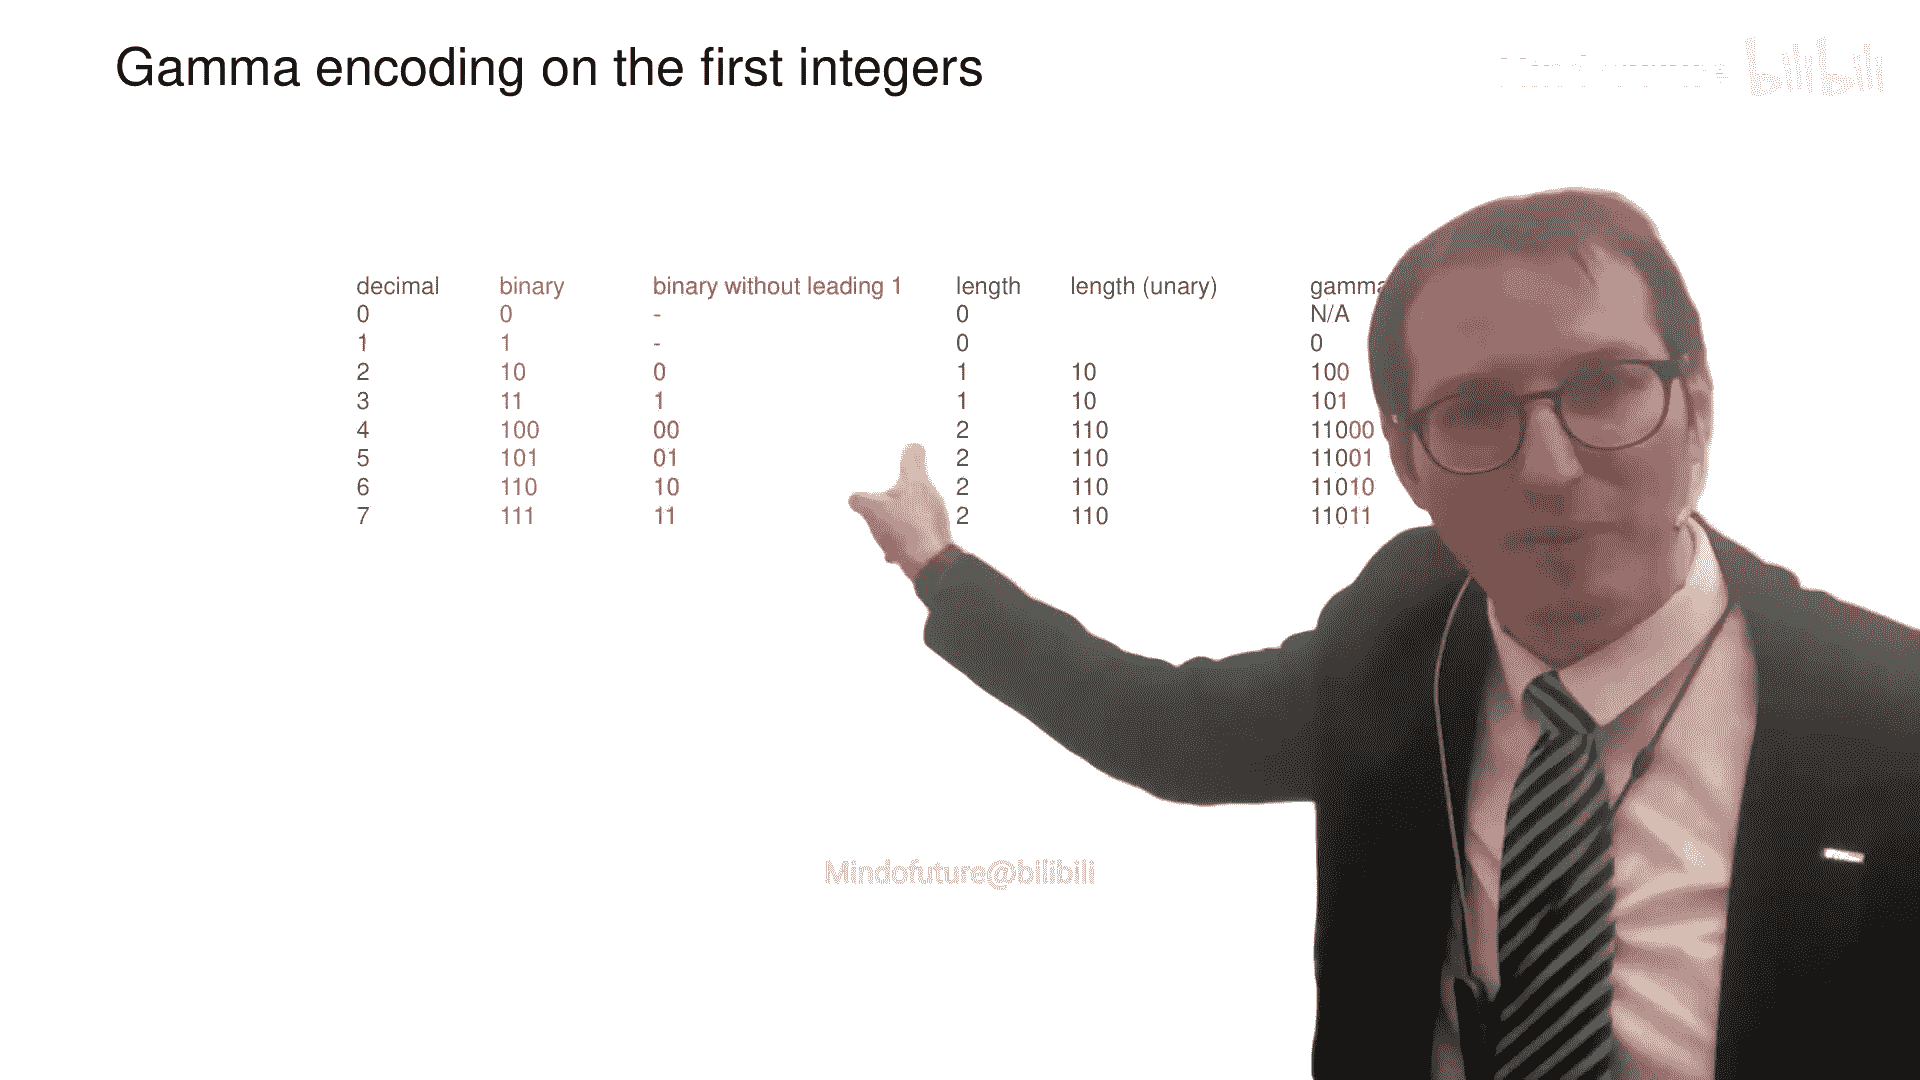 Gamma encoding on the first integers
bilibili
decimal binary binary without leading 1 length length (unary) gamma
0 0 - 0 N/A
1 1 - 0 0
2 10 0 1 10 100
3 11 1 1 10 101
4 100 00 2 110 11000
5 101 01 2 110 11001
6 110 10 2 110 11010
7 111 11 2 110 11011
Mindofuture@bilibili